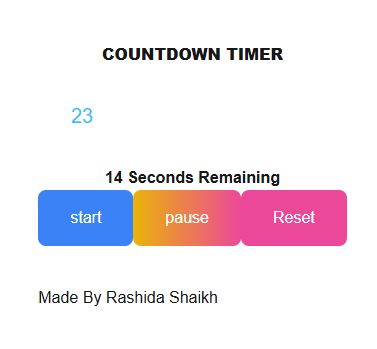 COUNTDOWN TIMER
23
14 Seconds Remaining
start pause Reset
Made By Rashida Shaikh